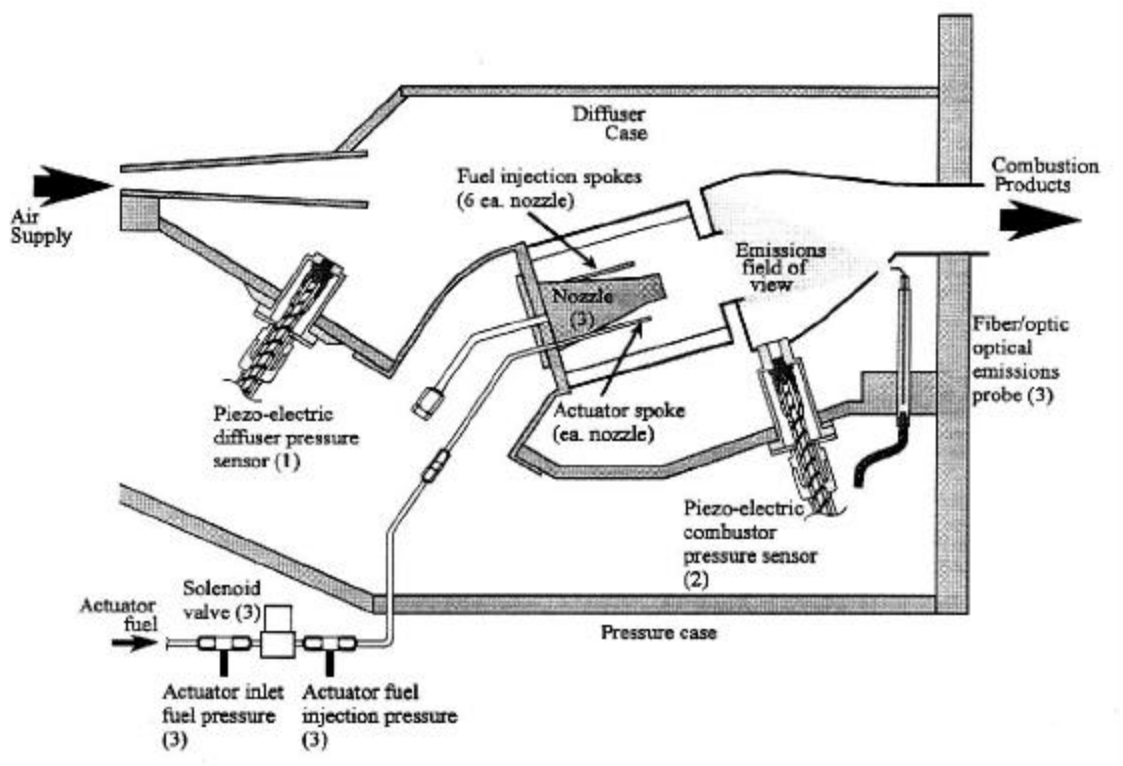 Diffuser
Case
Combustion
Products
Fuel injection spokes
(6 ea. nozzle)
Air
Supply
Emissions
field of
view
Nozzle
(3)
Fiber/optic
optical
emissions
probe (3)
Piezo-electric
diffuser pressure
sensor (1)
Actuator spoke
(ea. nozzle)
Piezo-electric
combustor
pressure sensor
(2)
Solenoid
valve (3)
Actuator
fuel
Pressure case
Actuator inlet
fuel pressure
(3)
Actuator fuel
injection pressure
(3)